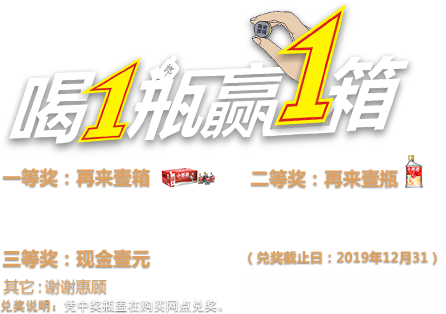 喝1瓶赢1箱
一等奖：再来壹箱
二等奖：再来壹瓶
三等奖：现金壹元
（兑奖截止日：2019年12月31）
其它：谢谢惠顾
兑奖说明：凭中奖瓶盖在购买网点兑奖。